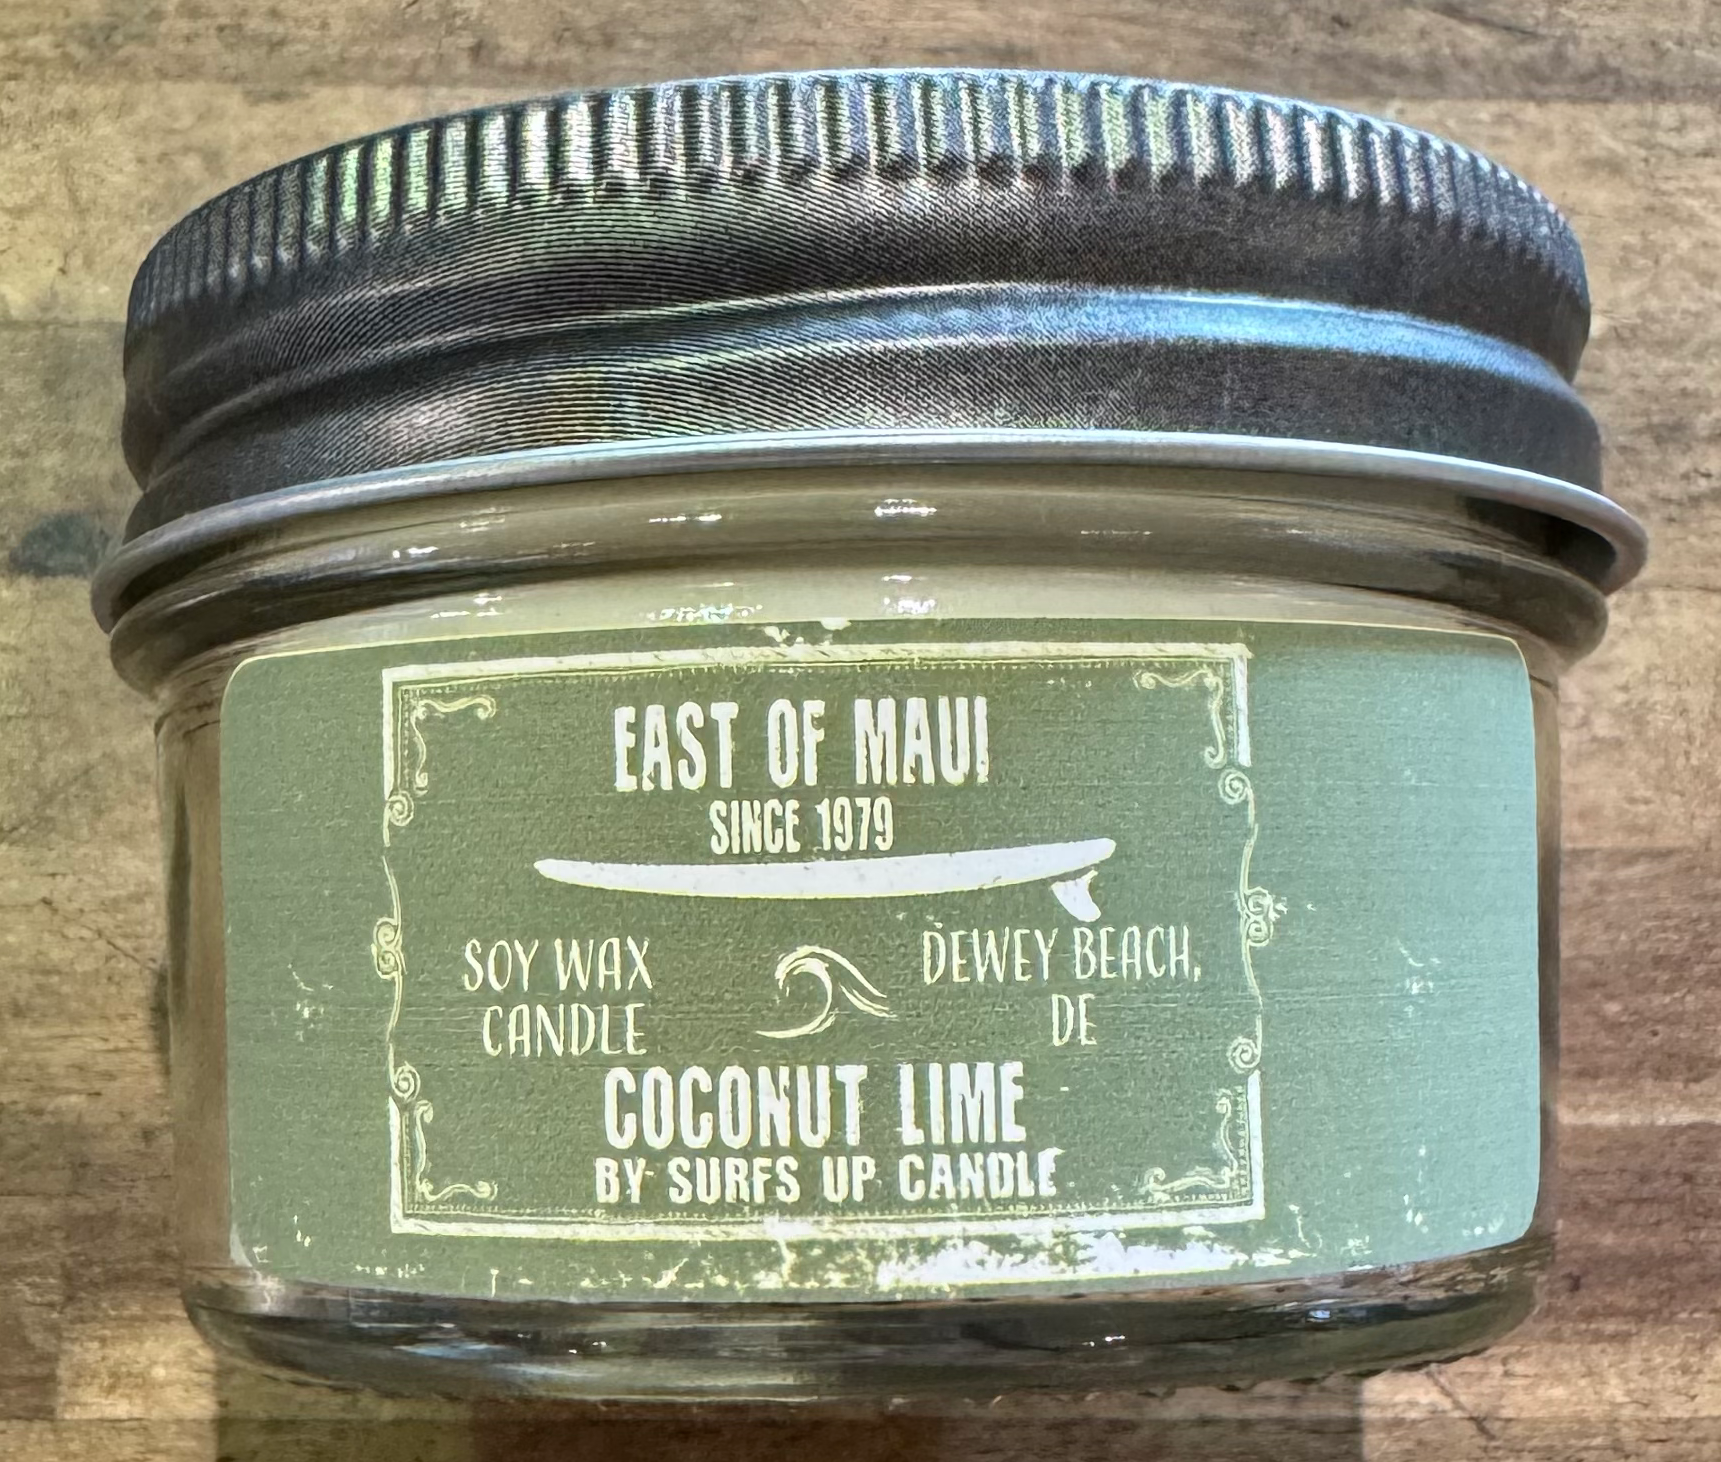 EAST OF MAUI
SINCE 1979
SOY WAX
CANDLE
DEWEY BEACH,
DE
COCONUT LIME
BY SURFS UP CANDLE